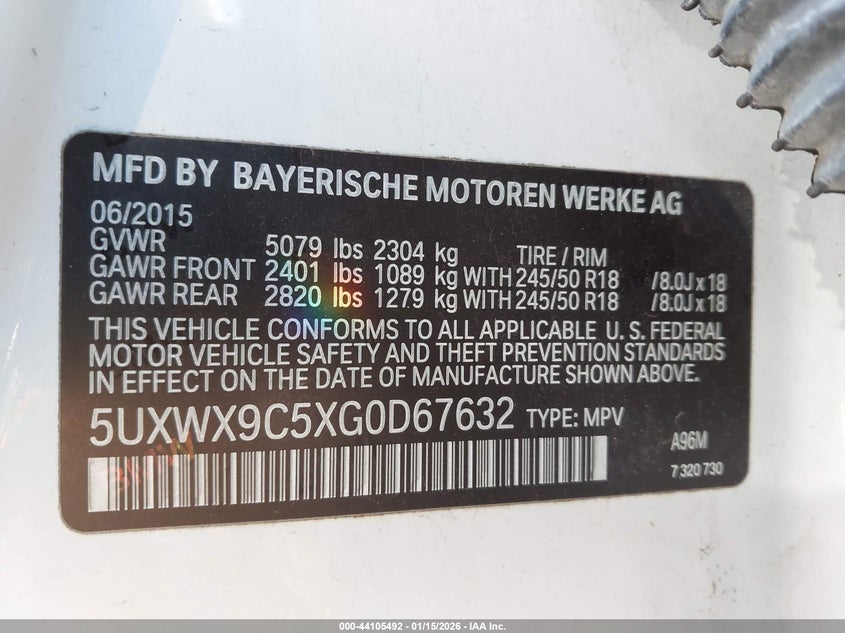 MFD BY BAYERISCHE MOTOREN WERKE AG
06/2015
GVWR 5079 lbs 2304 kg TIRE / RIM
GAWR FRONT 2401 lbs 1089 kg WITH 245/50 R18 /8.0J x 18
GAWR REAR 2820 lbs 1279 kg WITH 245/50 R18 /8.0J x 18
THIS VEHICLE CONFORMS TO ALL APPLICABLE U. S. FEDERAL
MOTOR VEHICLE SAFETY AND THEFT PREVENTION STANDARDS
IN EFFECT ON THE DATE OF MANUFACTURE SHOWN ABOVE.
5UXWX9C5XG0D67632 TYPE: MPV
A96M
7 320 730
000-44105492 - 01/15/2026 - IAA Inc.